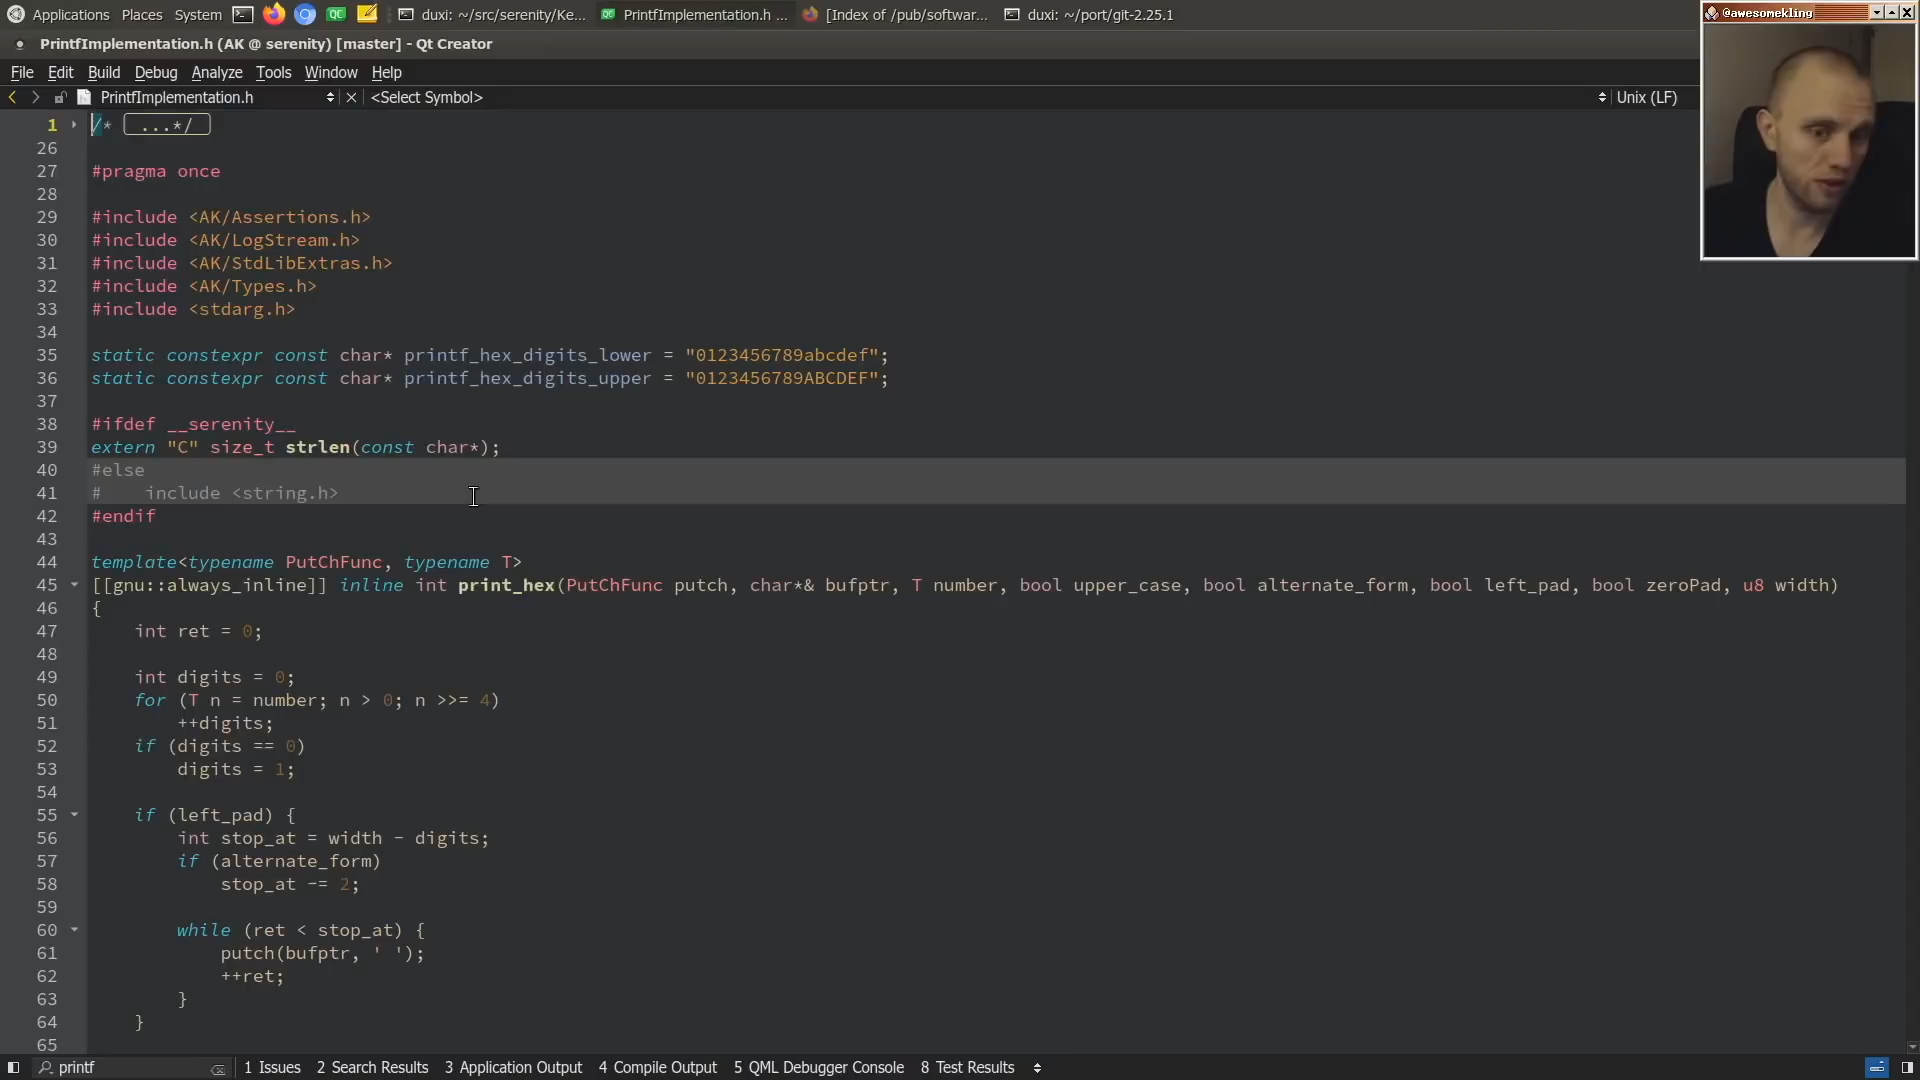 Applications Places System duxi: ~/src/serenity/Ke... PrintfImplementation.h ... [Index of /pub/softwar... duxi: ~/port/git-2.25.1
@awesomekling
PrintfImplementation.h (AK @ serenity) [master] - Qt Creator
File Edit Build Debug Analyze Tools Window Help
PrintfImplementation.h <Select Symbol> Unix (LF)
1 /* ...*/
26
27 #pragma once
28
29 #include <AK/Assertions.h>
30 #include <AK/LogStream.h>
31 #include <AK/StdLibExtras.h>
32 #include <AK/Types.h>
33 #include <stdarg.h>
34
35 static constexpr const char* printf_hex_digits_lower = "0123456789abcdef";
36 static constexpr const char* printf_hex_digits_upper = "0123456789ABCDEF";
37
38 #ifdef __serenity__
39 extern "C" size_t strlen(const char*);
40 #else
41 #    include <string.h>
42 #endif
43
44 template<typename PutChFunc, typename T>
45 [[gnu::always_inline]] inline int print_hex(PutChFunc putch, char*& bufptr, T number, bool upper_case, bool alternate_form, bool left_pad, bool zeroPad, u8 width)
46 {
47     int ret = 0;
48
49     int digits = 0;
50     for (T n = number; n > 0; n >>= 4)
51         ++digits;
52     if (digits == 0)
53         digits = 1;
54
55     if (left_pad) {
56         int stop_at = width - digits;
57         if (alternate_form)
58             stop_at -= 2;
59
60         while (ret < stop_at) {
61             putch(bufptr, ' ');
62             ++ret;
63         }
64     }
65
printf 1 Issues 2 Search Results 3 Application Output 4 Compile Output 5 QML Debugger Console 8 Test Results